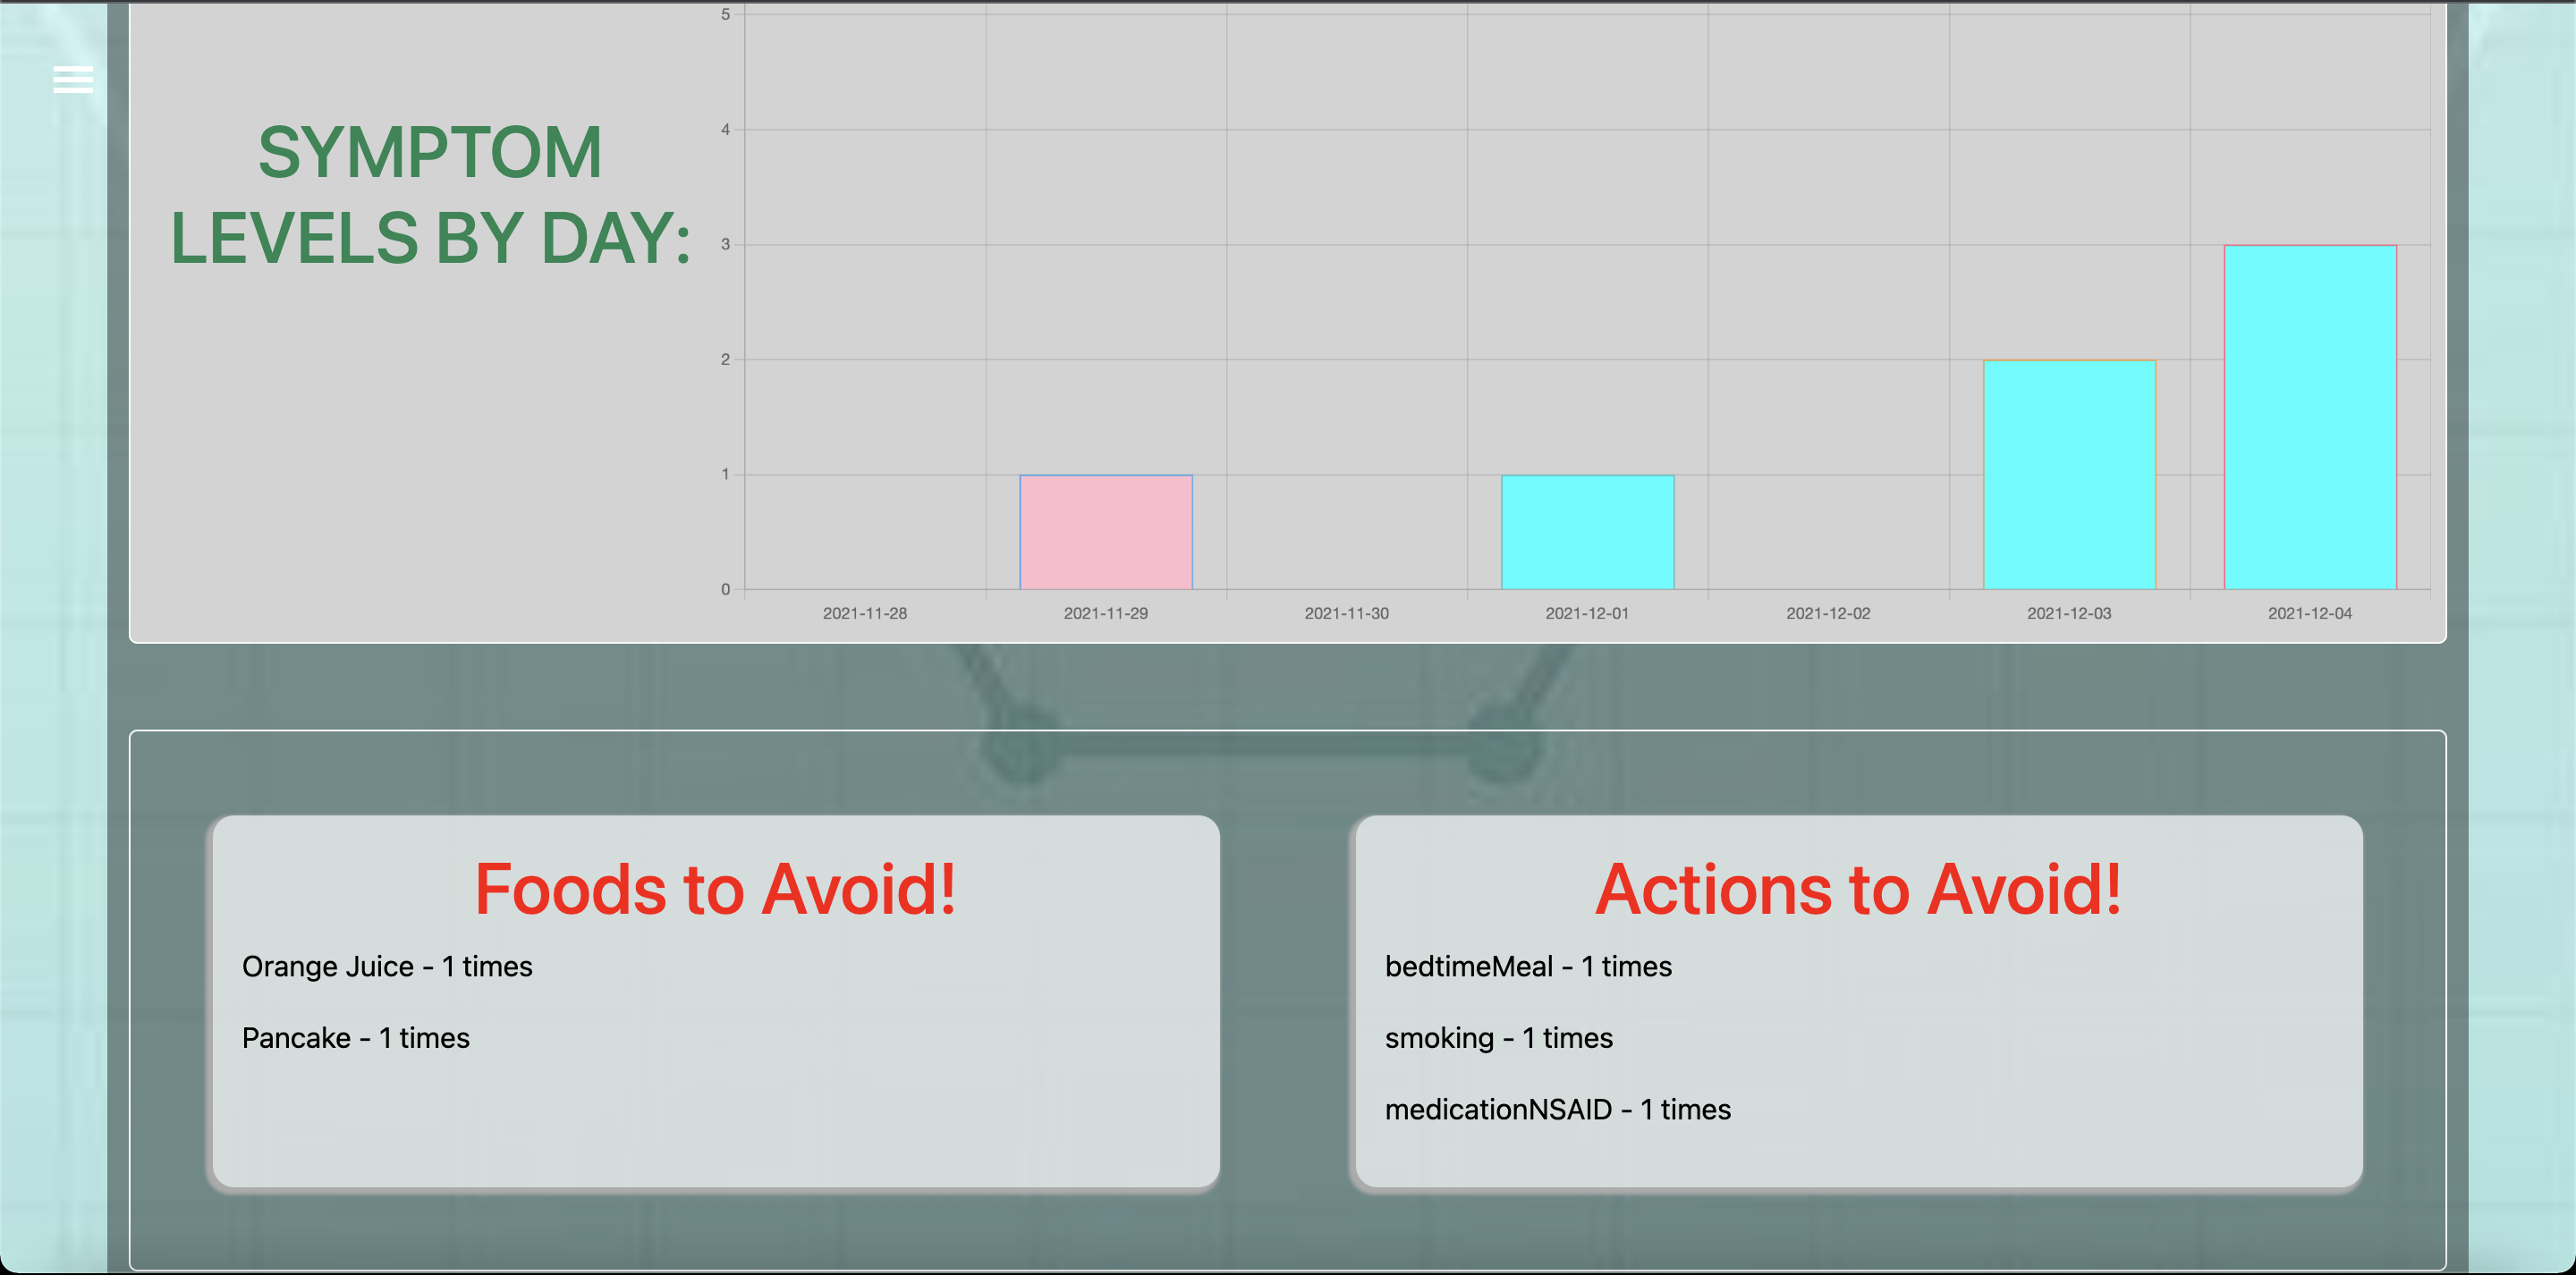 SYMPTOM
LEVELS BY DAY:
5
4
3
2
1
0
2021-11-28 2021-11-29 2021-11-30 2021-12-01 2021-12-02 2021-12-03 2021-12-04
Foods to Avoid!
Orange Juice - 1 times
Pancake - 1 times
Actions to Avoid!
bedtimeMeal - 1 times
smoking - 1 times
medicationNSAID - 1 times